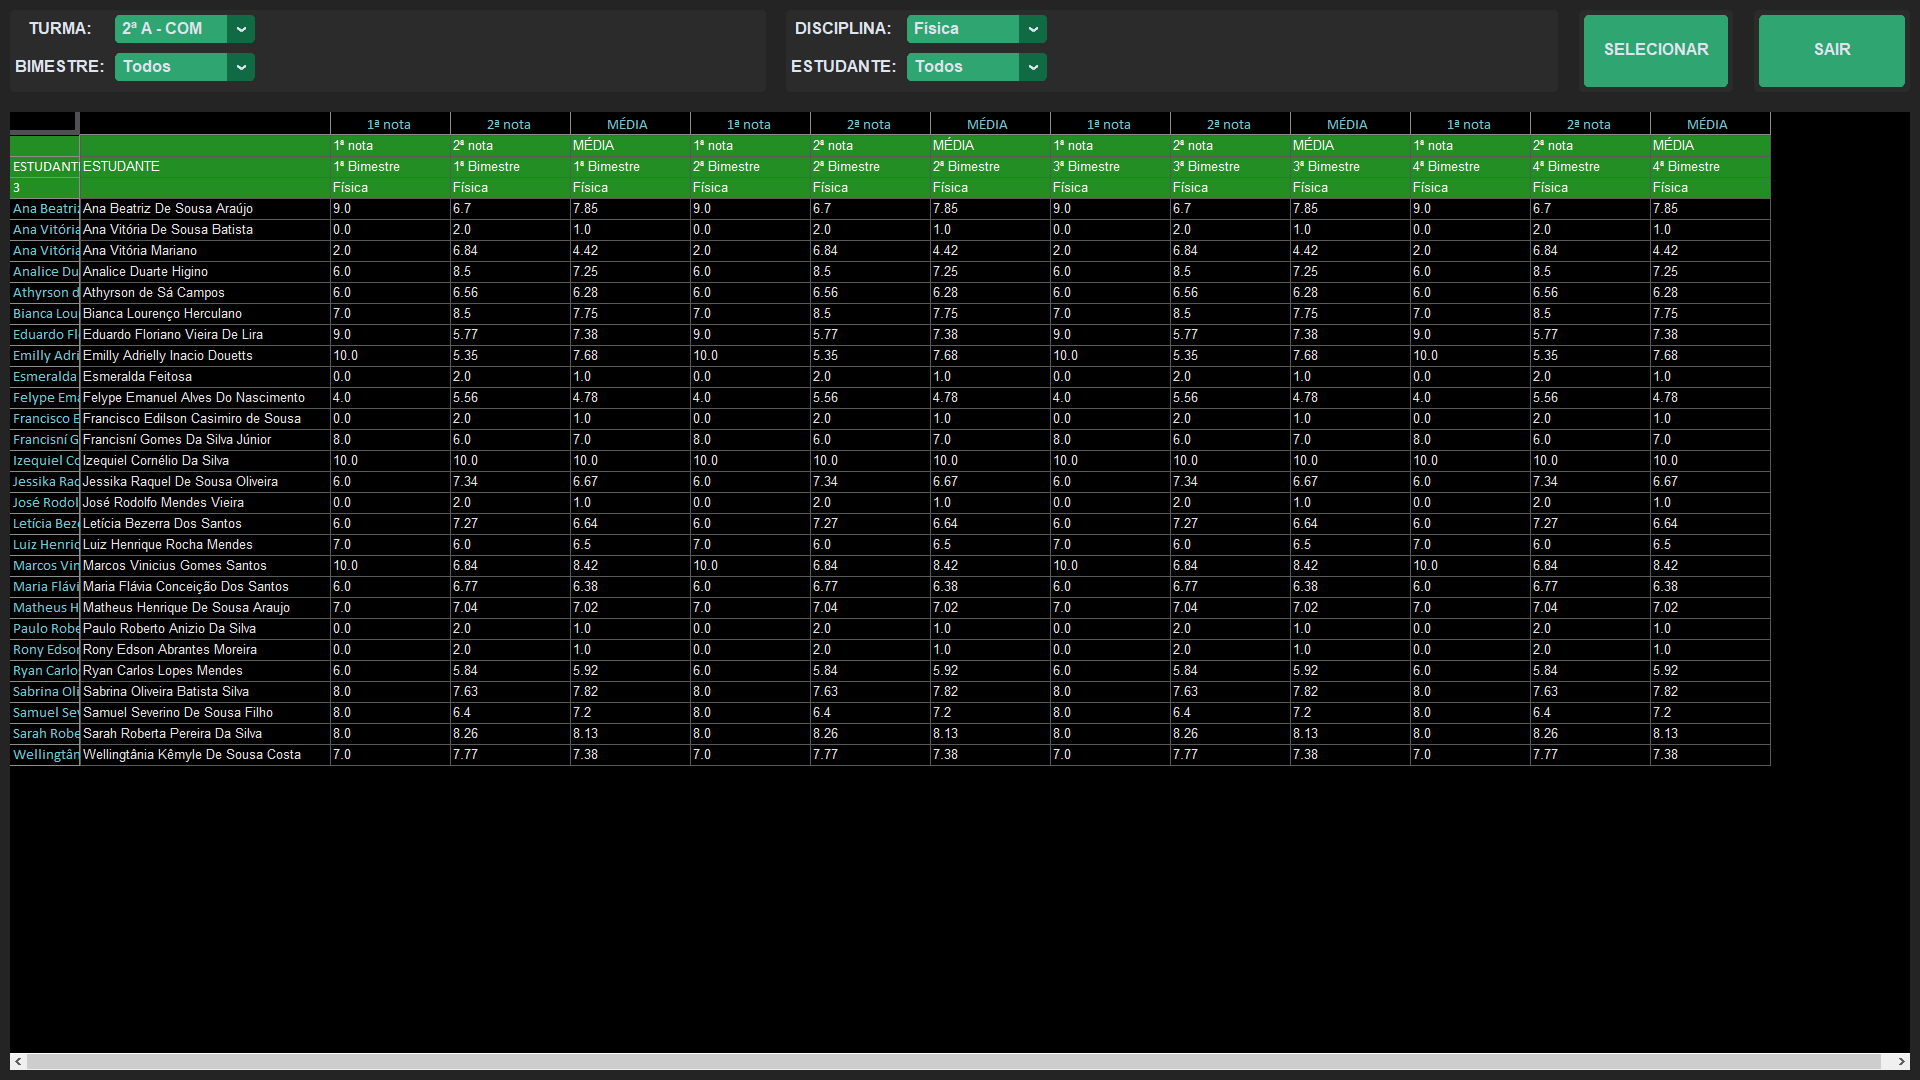 TURMA: 2ª A - COM DISCIPLINA: Física SELECIONAR SAIR
BIMESTRE: Todos ESTUDANTE: Todos
1ª nota 2ª nota MÉDIA 1ª nota 2ª nota MÉDIA 1ª nota 2ª nota MÉDIA 1ª nota 2ª nota MÉDIA
1ª nota 2ª nota MÉDIA 1ª nota 2ª nota MÉDIA 1ª nota 2ª nota MÉDIA 1ª nota 2ª nota MÉDIA
ESTUDANTI ESTUDANTE 1ª Bimestre 1ª Bimestre 1ª Bimestre 2ª Bimestre 2ª Bimestre 2ª Bimestre 3ª Bimestre 3ª Bimestre 3ª Bimestre 4ª Bimestre 4ª Bimestre 4ª Bimestre
3 Física Física Física Física Física Física Física Física Física Física Física Física
Ana Beatri Ana Beatriz De Sousa Araújo 9.0 6.7 7.85 9.0 6.7 7.85 9.0 6.7 7.85 9.0 6.7 7.85
Ana Vitória Ana Vitória De Sousa Batista 0.0 2.0 1.0 0.0 2.0 1.0 0.0 2.0 1.0 0.0 2.0 1.0
Ana Vitória Ana Vitória Mariano 2.0 6.84 4.42 2.0 6.84 4.42 2.0 6.84 4.42 2.0 6.84 4.42
Analice Du Analice Duarte Higino 6.0 8.5 7.25 6.0 8.5 7.25 6.0 8.5 7.25 6.0 8.5 7.25
Athyrson d Athyrson de Sá Campos 6.0 6.56 6.28 6.0 6.56 6.28 6.0 6.56 6.28 6.0 6.56 6.28
Bianca Lou Bianca Lourenço Herculano 7.0 8.5 7.75 7.0 8.5 7.75 7.0 8.5 7.75 7.0 8.5 7.75
Eduardo Fl Eduardo Floriano Vieira De Lira 9.0 5.77 7.38 9.0 5.77 7.38 9.0 5.77 7.38 9.0 5.77 7.38
Emilly Adri Emilly Adrielly Inacio Douetts 10.0 5.35 7.68 10.0 5.35 7.68 10.0 5.35 7.68 10.0 5.35 7.68
Esmeralda Esmeralda Feitosa 0.0 2.0 1.0 0.0 2.0 1.0 0.0 2.0 1.0 0.0 2.0 1.0
Felype Ema Felype Emanuel Alves Do Nascimento 4.0 5.56 4.78 4.0 5.56 4.78 4.0 5.56 4.78 4.0 5.56 4.78
Francisco E Francisco Edilson Casimiro de Sousa 0.0 2.0 1.0 0.0 2.0 1.0 0.0 2.0 1.0 0.0 2.0 1.0
Francisní G Francisní Gomes Da Silva Júnior 8.0 6.0 7.0 8.0 6.0 7.0 8.0 6.0 7.0 8.0 6.0 7.0
Izequiel Co Izequiel Cornélio Da Silva 10.0 10.0 10.0 10.0 10.0 10.0 10.0 10.0 10.0 10.0 10.0 10.0
Jessika Raq Jessika Raquel De Sousa Oliveira 6.0 7.34 6.67 6.0 7.34 6.67 6.0 7.34 6.67 6.0 7.34 6.67
José Rodol José Rodolfo Mendes Vieira 0.0 2.0 1.0 0.0 2.0 1.0 0.0 2.0 1.0 0.0 2.0 1.0
Letícia Beze Letícia Bezerra Dos Santos 6.0 7.27 6.64 6.0 7.27 6.64 6.0 7.27 6.64 6.0 7.27 6.64
Luiz Henric Luiz Henrique Rocha Mendes 7.0 6.0 6.5 7.0 6.0 6.5 7.0 6.0 6.5 7.0 6.0 6.5
Marcos Vin Marcos Vinicius Gomes Santos 10.0 6.84 8.42 10.0 6.84 8.42 10.0 6.84 8.42 10.0 6.84 8.42
Maria Flávi Maria Flávia Conceição Dos Santos 6.0 6.77 6.38 6.0 6.77 6.38 6.0 6.77 6.38 6.0 6.77 6.38
Matheus H Matheus Henrique De Sousa Araujo 7.0 7.04 7.02 7.0 7.04 7.02 7.0 7.04 7.02 7.0 7.04 7.02
Paulo Robe Paulo Roberto Anizio Da Silva 0.0 2.0 1.0 0.0 2.0 1.0 0.0 2.0 1.0 0.0 2.0 1.0
Rony Edson Rony Edson Abrantes Moreira 0.0 2.0 1.0 0.0 2.0 1.0 0.0 2.0 1.0 0.0 2.0 1.0
Ryan Carlo Ryan Carlos Lopes Mendes 6.0 5.84 5.92 6.0 5.84 5.92 6.0 5.84 5.92 6.0 5.84 5.92
Sabrina Oli Sabrina Oliveira Batista Silva 8.0 7.63 7.82 8.0 7.63 7.82 8.0 7.63 7.82 8.0 7.63 7.82
Samuel Sev Samuel Severino De Sousa Filho 8.0 6.4 7.2 8.0 6.4 7.2 8.0 6.4 7.2 8.0 6.4 7.2
Sarah Robe Sarah Roberta Pereira Da Silva 8.0 8.26 8.13 8.0 8.26 8.13 8.0 8.26 8.13 8.0 8.26 8.13
Wellingtân Wellingtânia Kêmyle De Sousa Costa 7.0 7.77 7.38 7.0 7.77 7.38 7.0 7.77 7.38 7.0 7.77 7.38